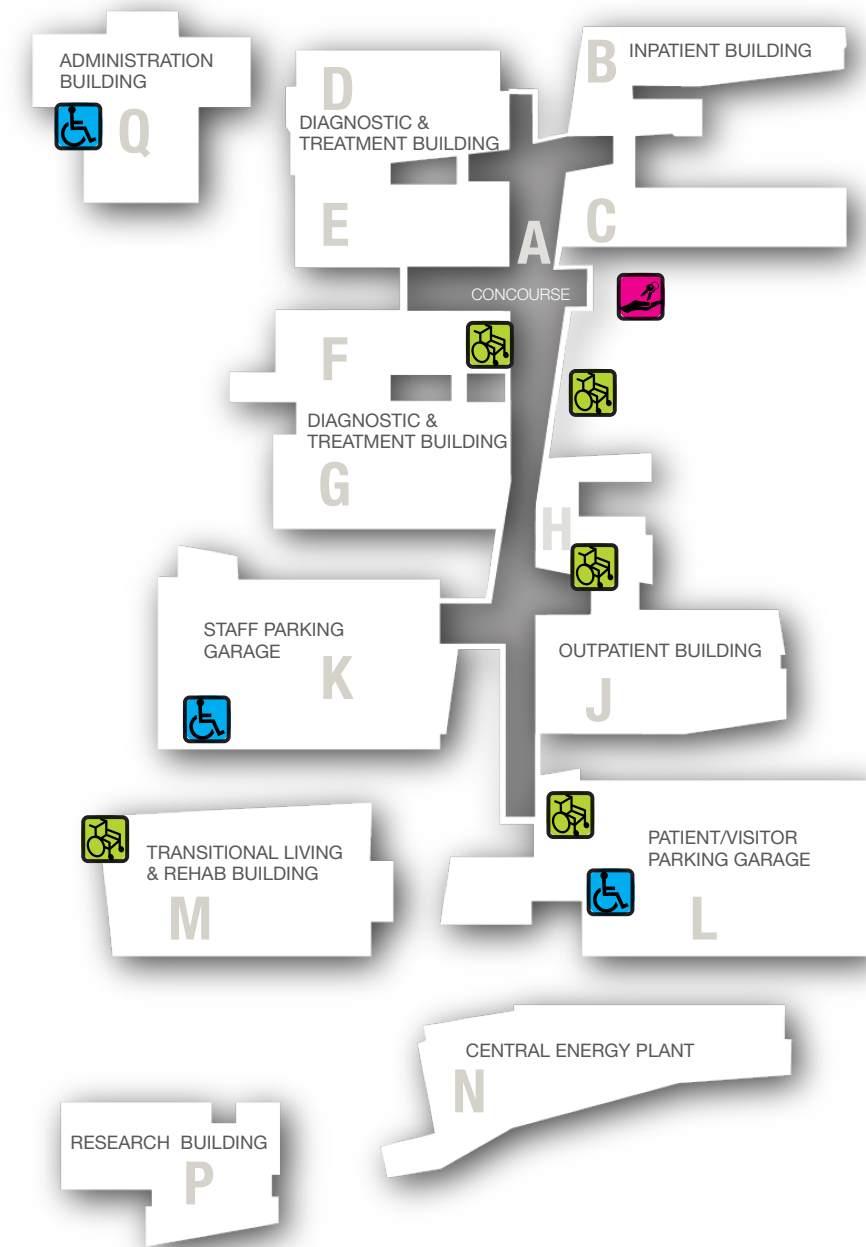 ADMINISTRATION
BUILDING
Q
D
DIAGNOSTIC &
TREATMENT BUILDING
E
B
INPATIENT BUILDING
C
A
CONCOURSE
F
DIAGNOSTIC &
TREATMENT BUILDING
G
H
STAFF PARKING
GARAGE
K
OUTPATIENT BUILDING
J
TRANSITIONAL LIVING
& REHAB BUILDING
M
PATIENT/VISITOR
PARKING GARAGE
L
CENTRAL ENERGY PLANT
N
RESEARCH BUILDING
P